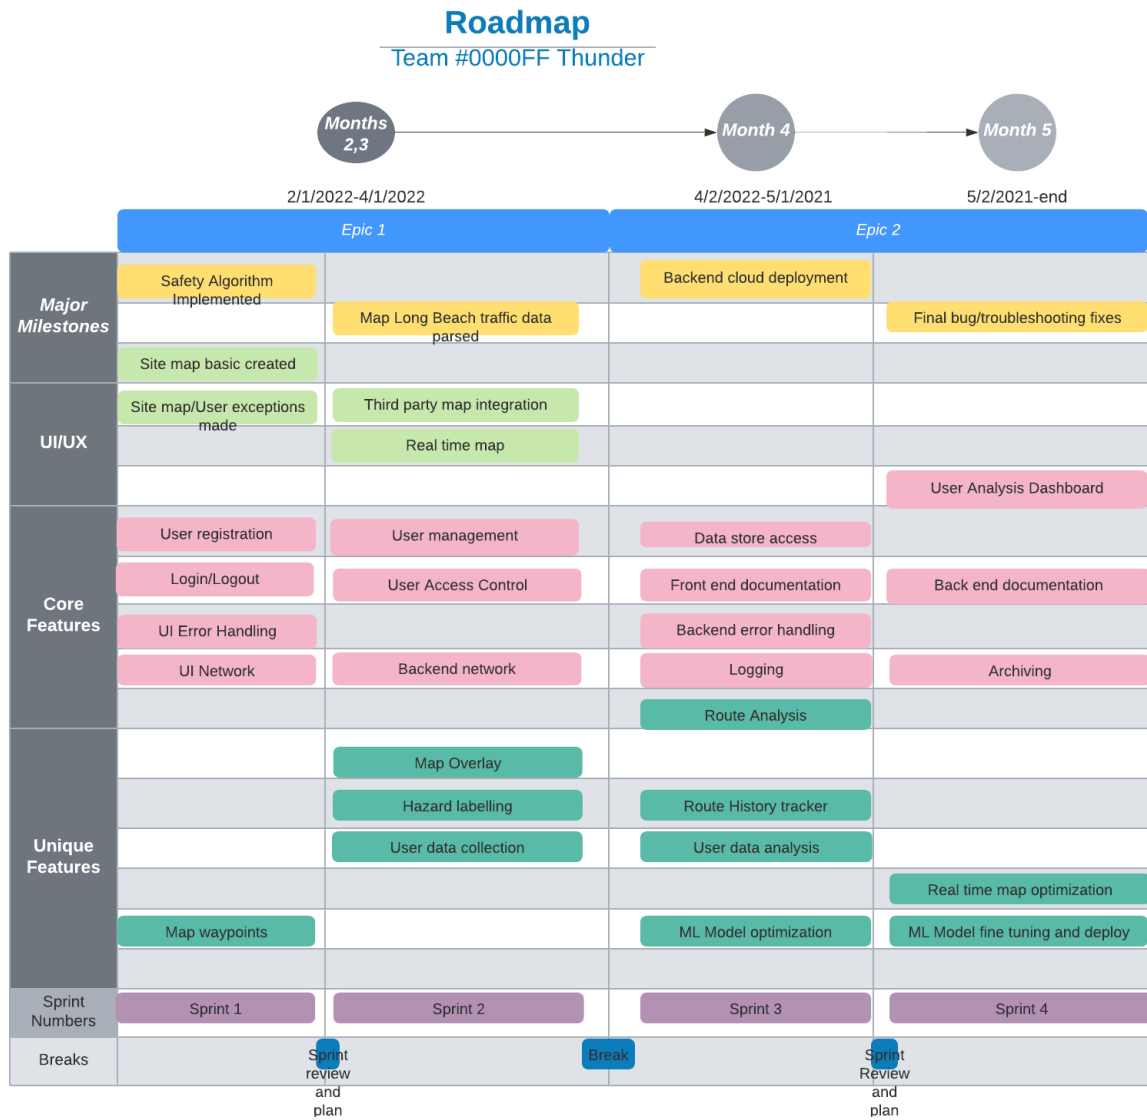 Roadmap
Team #0000FF Thunder
Months
2,3
Month 4
Month 5
2/1/2022-4/1/2022
4/2/2022-5/1/2021
5/2/2021-end
Epic 1
Epic 2
Major
Milestones
Safety Algorithm
Implemented
Backend cloud deployment
Map Long Beach traffic data
parsed
Final bug/troubleshooting fixes
Site map basic created
UI/UX
Site map/User exceptions
made
Third party map integration
Real time map
User Analysis Dashboard
Core
Features
User registration
User management
Data store access
Login/Logout
User Access Control
Front end documentation
Back end documentation
UI Error Handling
Backend error handling
UI Network
Backend network
Logging
Archiving
Route Analysis
Unique
Features
Map Overlay
Hazard labelling
Route History tracker
User data collection
User data analysis
Real time map optimization
Map waypoints
ML Model optimization
ML Model fine tuning and deploy
Sprint
Numbers
Sprint 1
Sprint 2
Sprint 3
Sprint 4
Breaks
Sprint
review
and
plan
Break
Sprint
Review
and
plan